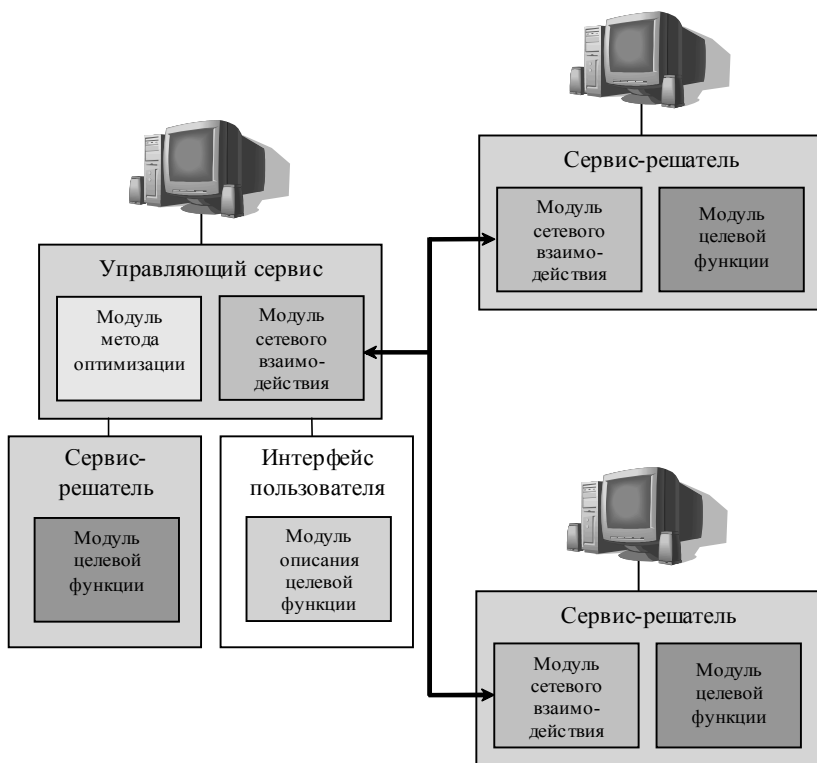 Сервис-решатель
Модуль
сетевого
взаимо-
действия
Модуль
целевой
функции
Управляющий сервис
Модуль
метода
оптимизации
Модуль
сетевого
взаимо-
действия
Сервис-
решатель
Модуль
целевой
функции
Интерфейс
пользователя
Модуль
описания
целевой
функции
Сервис-решатель
Модуль
сетевого
взаимо-
действия
Модуль
целевой
функции